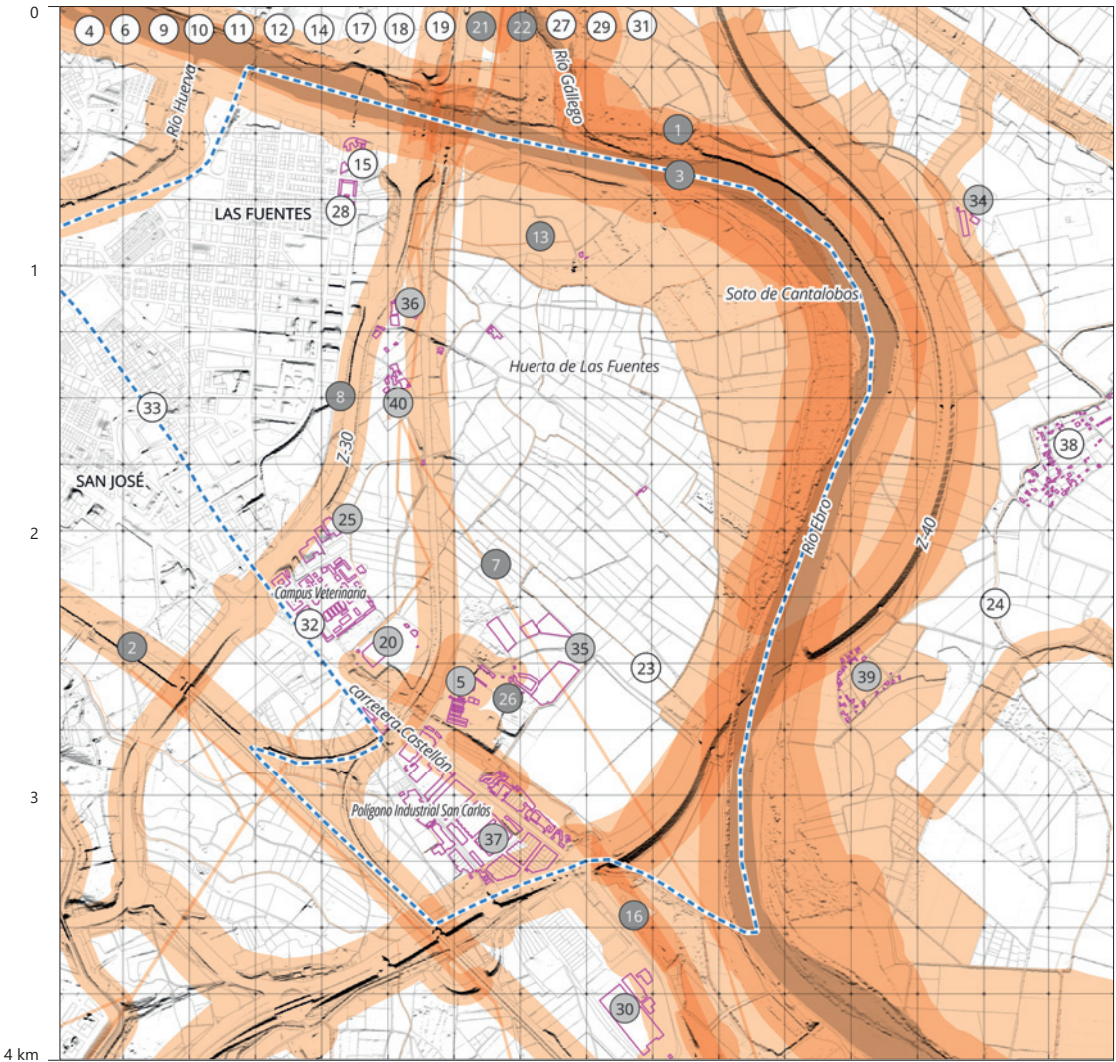 0
4 6 9 10 11 12 14 17 18 19 21 22 27 29 31
Río Gállego
Río Huerva
1
3
15
34
28
LAS FUENTES
13
1
Soto de Cantalobos
36
Huerta de Las Fuentes
8
40
33
Z-30
38
SAN JOSÉ
25
2
Río Ebro
Z-40
7
Campus Veterinaria
24
32
20
2
35
23
5
39
26
carretera Castellón
3
Polígono Industrial San Carlos
37
16
30
4 km